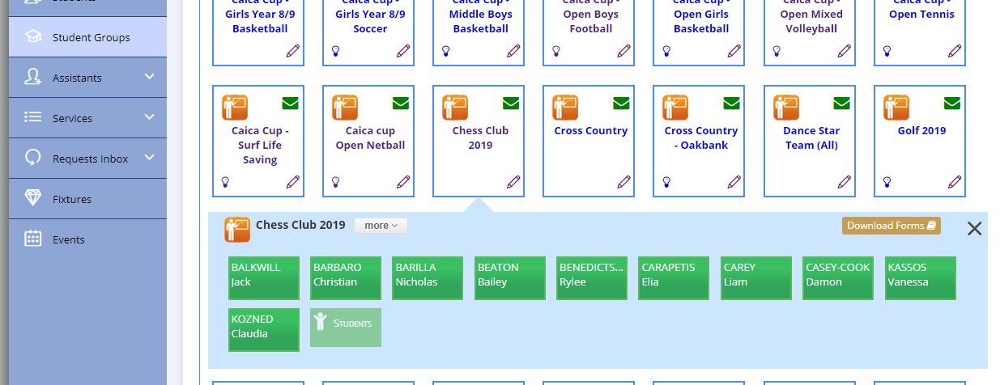 Students
Student Groups
Assistants
Services
Requests Inbox
Fixtures
Events
Caica Cup -
Girls Year 8/9
Basketball
Caica Cup -
Girls Year 8/9
Soccer
Caica Cup -
Middle Boys
Basketball
Caica Cup -
Open Boys
Football
Caica Cup -
Open Girls
Basketball
Caica Cup -
Open Mixed
Volleyball
Caica Cup -
Open Tennis
Caica Cup -
Surf Life
Saving
Caica cup
Open Netball
Chess Club
2019
Cross Country
Cross Country
- Oakbank
Dance Star
Team (All)
Golf 2019
Chess Club 2019
more
Download Forms
BALKWILL
Jack
BARBARO
Christian
BARILLA
Nicholas
BEATON
Bailey
BENEDICTS...
Rylee
CARAPETIS
Elia
CAREY
Liam
CASEY-COOK
Damon
KASSOS
Vanessa
KOZNED
Claudia
Students